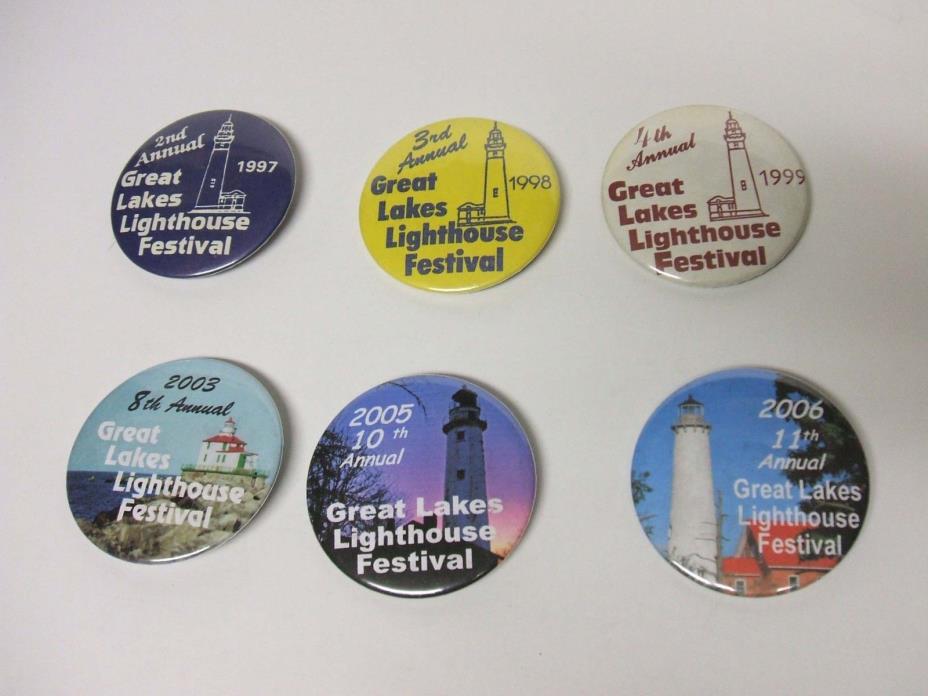 2nd
Annual
1997
Great
Lakes
Lighthouse
Festival
3rd
Annual
1998
Great
Lakes
Lighthouse
Festival
4th
Annual
1999
Great
Lakes
Lighthouse
Festival
2003
8th Annual
Great
Lakes
Lighthouse
Festival
2005
10 th
Annual
Great Lakes
Lighthouse
Festival
2006
11th
Annual
Great Lakes
Lighthouse
Festival